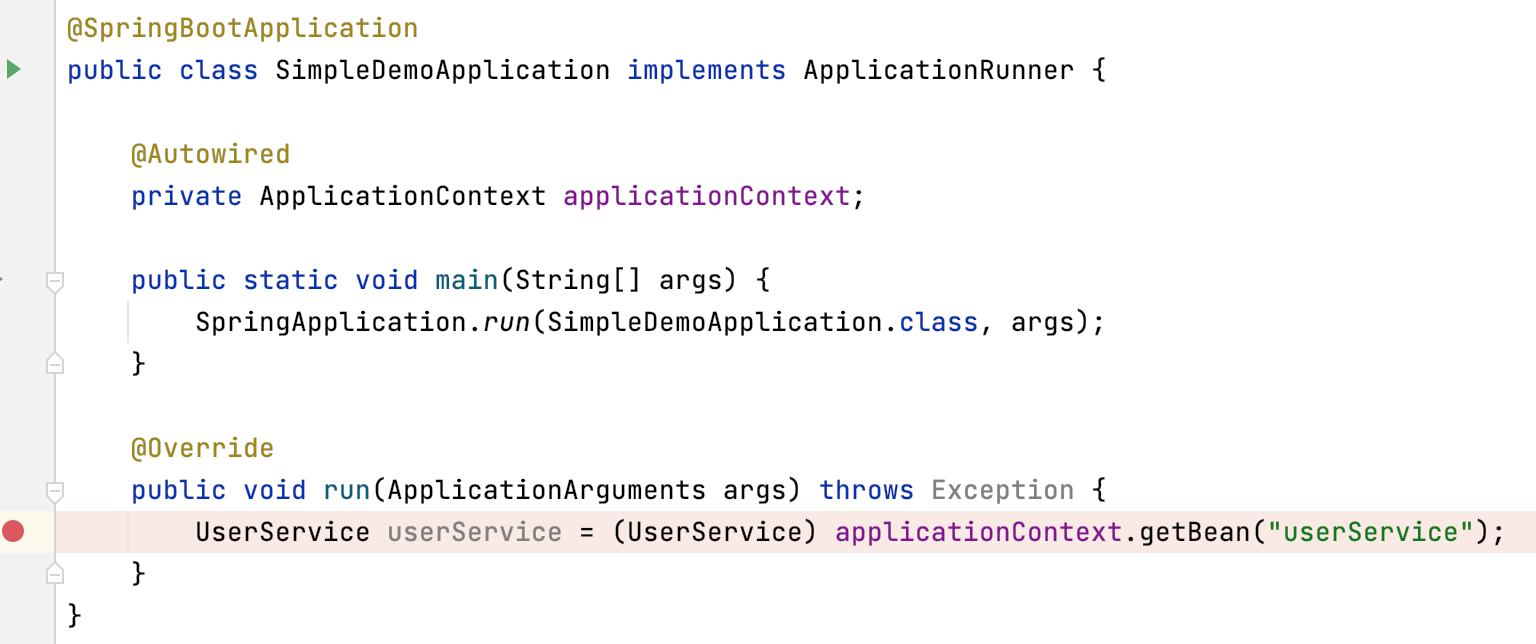 @SpringBootApplication
public class SimpleDemoApplication implements ApplicationRunner {
@Autowired
private ApplicationContext applicationContext;
public static void main(String[] args) {
SpringApplication.run(SimpleDemoApplication.class, args);
}
@Override
public void run(ApplicationArguments args) throws Exception {
UserService userService = (UserService) applicationContext.getBean("userService");
}
}